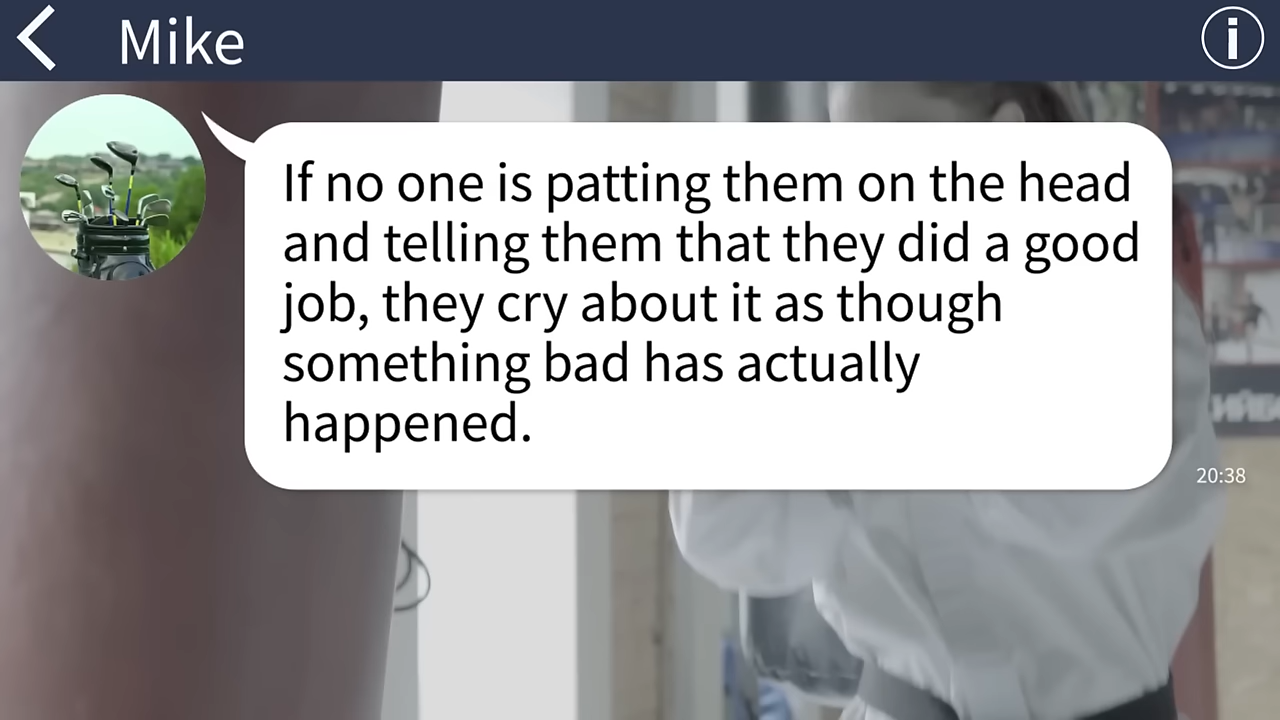 Mike
If no one is patting them on the head
and telling them that they did a good
job, they cry about it as though
something bad has actually
happened.
20:38